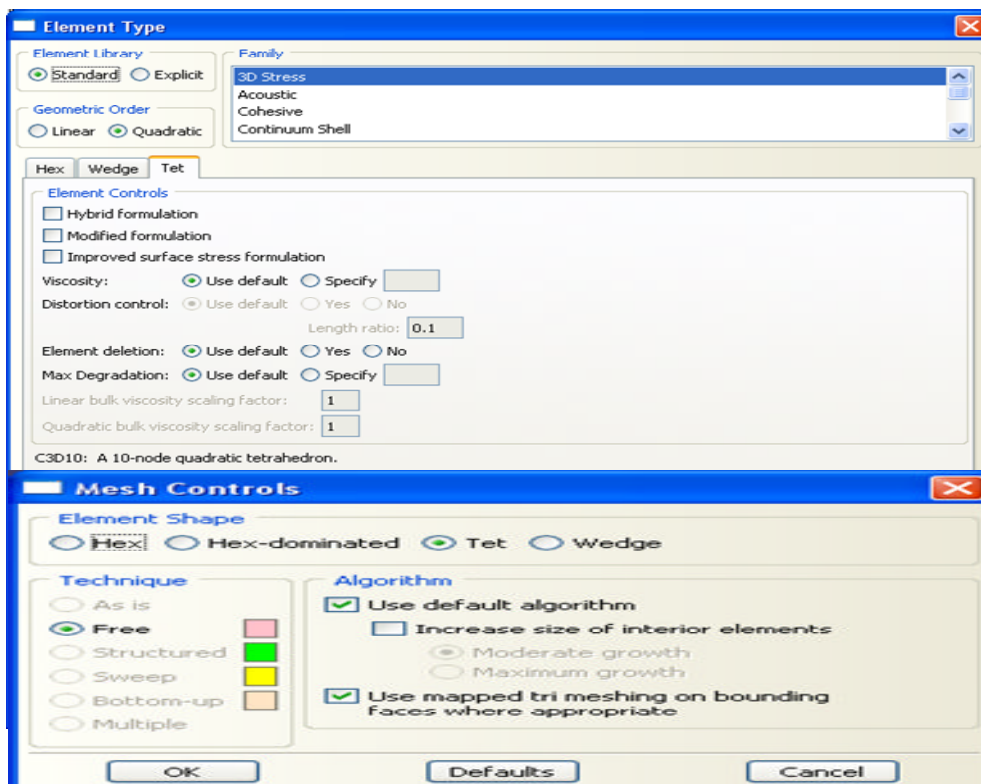 Element Type
Element Library
Family
Standard Explicit
3D Stress
Acoustic
Cohesive
Continuum Shell
Geometric Order
Linear Quadratic
Hex Wedge Tet
Element Controls
Hybrid formulation
Modified formulation
Improved surface stress formulation
Viscosity: Use default Specify
Distortion control: Use default Yes No
Length ratio: 0.1
Element deletion: Use default Yes No
Max Degradation: Use default Specify
Linear bulk viscosity scaling factor: 1
Quadratic bulk viscosity scaling factor: 1
C3D10: A 10-node quadratic tetrahedron.
Mesh Controls
Element Shape
Hex Hex-dominated Tet Wedge
Technique
As is
Free
Structured
Sweep
Bottom-up
Multiple
Algorithm
Use default algorithm
Increase size of interior elements
Moderate growth
Maximum growth
Use mapped tri meshing on bounding
faces where appropriate
OK Defaults Cancel